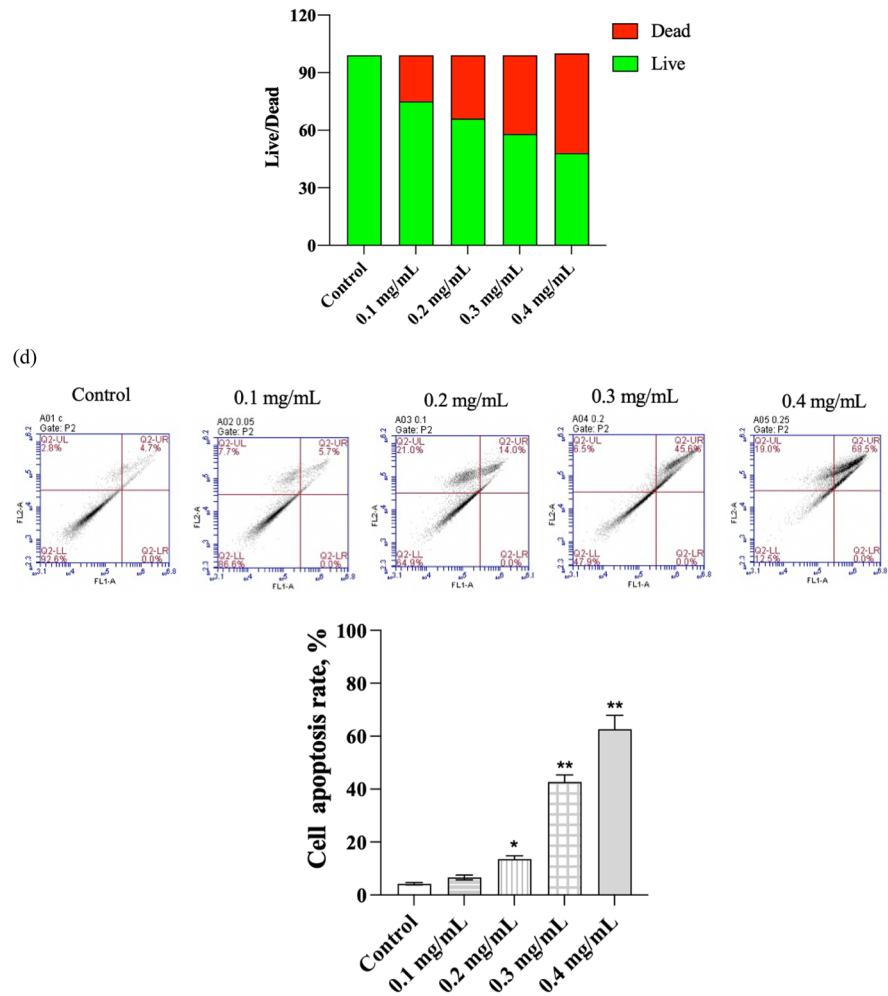 120
90
60
30
0
Live/Dead
Dead
Live
Control
0.1 mg/mL
0.2 mg/mL
0.3 mg/mL
0.4 mg/mL
(d)
Control
0.1 mg/mL
0.2 mg/mL
0.3 mg/mL
0.4 mg/mL
A01 c
Gate: P2
Q2-UL
2.8%
Q2-UR
4.7%
Q2-LL
92.6%
Q2-LR
0.0%
FL2-A
FL1-A
A02 0.05
Gate: P2
Q2-UL
7.7%
Q2-UR
5.7%
Q2-LL
86.6%
Q2-LR
0.0%
FL2-A
FL1-A
A03 0.1
Gate: P2
Q2-UL
21.0%
Q2-UR
14.0%
Q2-LL
64.9%
Q2-LR
0.0%
FL2-A
FL1-A
A04 0.2
Gate: P2
Q2-UL
6.5%
Q2-UR
45.6%
Q2-LL
47.9%
Q2-LR
0.0%
FL2-A
FL1-A
A05 0.25
Gate: P2
Q2-UL
19.0%
Q2-UR
68.5%
Q2-LL
12.5%
Q2-LR
0.0%
FL2-A
FL1-A
Cell apoptosis rate, %
100
80
60
40
20
0
*
**
**
Control
0.1 mg/mL
0.2 mg/mL
0.3 mg/mL
0.4 mg/mL